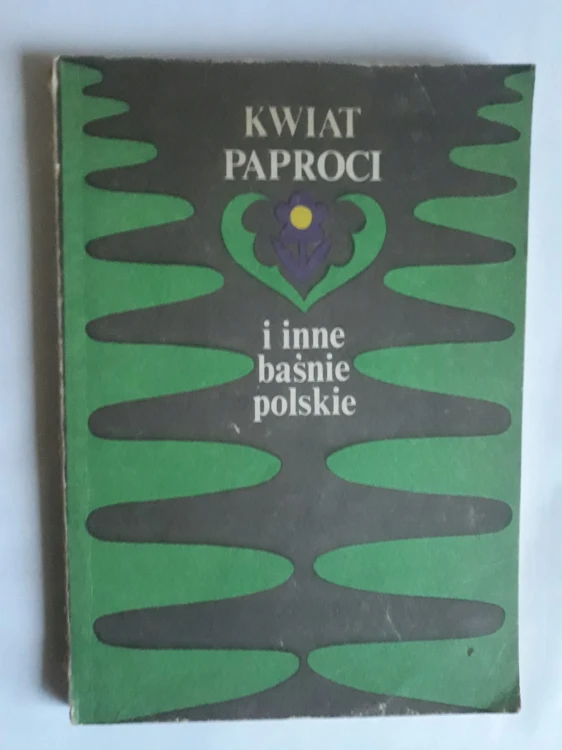 KWIAT
PAPROCI
i inne
baśnie
polskie